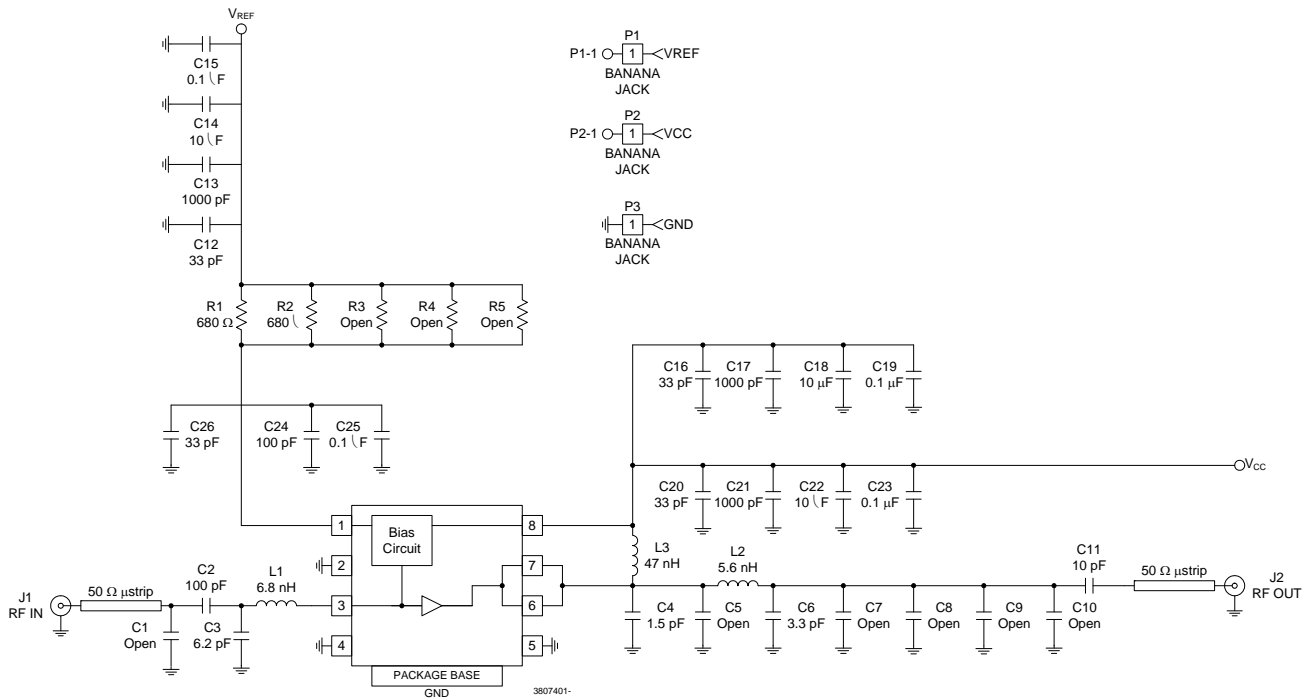 VREF
C15
0.1 \F
C14
10 \F
C13
1000 pF
C12
33 pF
P1
P1-1
1
VREF
BANANA
JACK
P2
P2-1
1
VCC
BANANA
JACK
P3
1
GND
BANANA
JACK
R1
680 Ω
R2
680 \
R3
Open
R4
Open
R5
Open
C16
33 pF
C17
1000 pF
C18
10 µF
C19
0.1 µF
C26
33 pF
C24
100 pF
C25
0.1 \F
VCC
C20
33 pF
C21
1000 pF
C22
10 \F
C23
0.1 µF
1
Bias
Circuit
8
2
7
3
6
4
5
PACKAGE BASE
GND
3807401-
J1
RF IN
50 Ω µstrip
C1
Open
C2
100 pF
C3
6.2 pF
L1
6.8 nH
L3
47 nH
L2
5.6 nH
C4
1.5 pF
C5
Open
C6
3.3 pF
C7
Open
C8
Open
C9
Open
C10
Open
C11
10 pF
50 Ω µstrip
J2
RF OUT